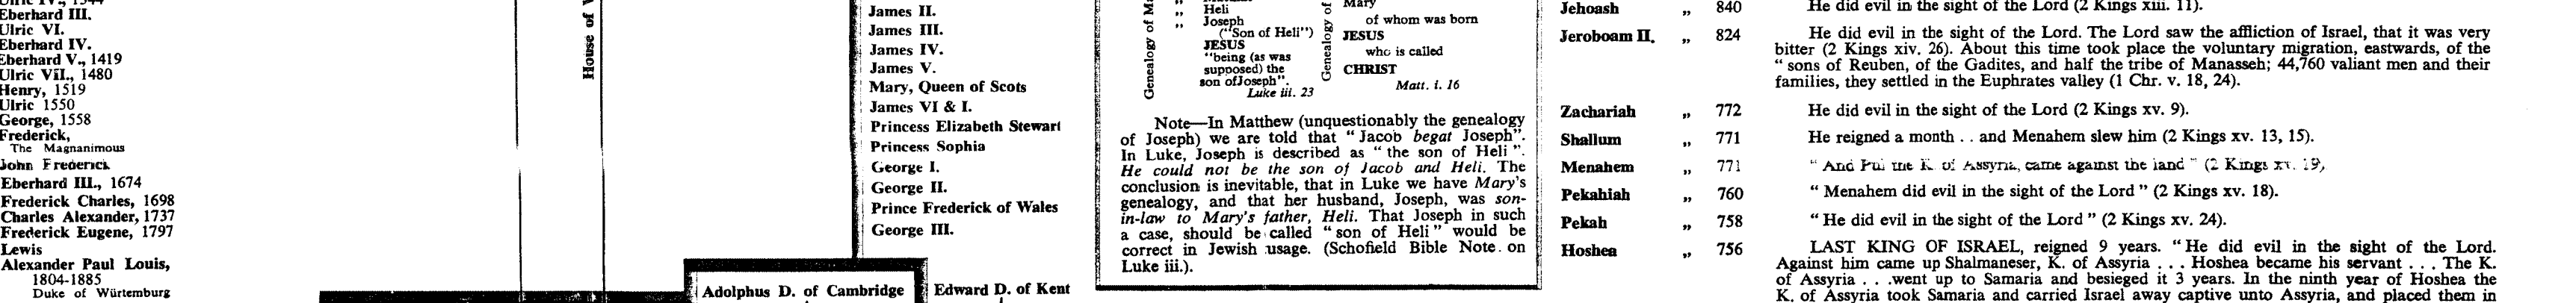 Eberhard III.
Ulric VI.
Eberhard IV.
Eberhard V., 1419
Ulric VII., 1480
Henry, 1519
Ulric 1550
George, 1558
Frederick,
The Magnanimous
John Frederick
Eberhard III., 1674
Frederick Charles, 1698
Charles Alexander, 1737
Frederick Eugene, 1797
Lewis
Alexander Paul Louis,
1804-1885
Duke of Würtemburg
House of
James II.
James III.
James IV.
James V.
Mary, Queen of Scots
James VI & I.
Princess Elizabeth Stewart
Princess Sophia
George I.
George II.
Prince Frederick of Wales
George III.
Adolphus D. of Cambridge
Edward D. of Kent
Genealogy of
„ Heli
„ Joseph
("Son of Heli")
JESUS
"being (as was
supposed) the
son ofJoseph".
Luke iii. 23
Genealogy of
Mary
of whom was born
JESUS
who is called
CHRIST
Matt. i. 16
Note—In Matthew (unquestionably the genealogy
of Joseph) we are told that “ Jacob begat Joseph”.
In Luke, Joseph is described as “ the son of Heli ”.
He could not be the son of Jacob and Heli. The
conclusion is inevitable, that in Luke we have Mary's
genealogy, and that her husband, Joseph, was son-
in-law to Mary's father, Heli. That Joseph in such
a case, should be called “ son of Heli ” would be
correct in Jewish usage. (Schofield Bible Note on
Luke iii.).
Jehoash „ 840 He did evil in the sight of the Lord (2 Kings xiii. 11).
Jeroboam II. „ 824 He did evil in the sight of the Lord. The Lord saw the affliction of Israel, that it was very
bitter (2 Kings xiv. 26). About this time took place the voluntary migration, eastwards, of the
“ sons of Reuben, of the Gadites, and half the tribe of Manasseh; 44,760 valiant men and their
families, they settled in the Euphrates valley (1 Chr. v. 18, 24).
Zachariah „ 772 He did evil in the sight of the Lord (2 Kings xv. 9).
Shallum „ 771 He reigned a month . . and Menahem slew him (2 Kings xv. 13, 15).
Menahem „ 771 “ And Pul the K. of Assyria, came against the land ” (2 Kings xv. 19)
Pekahiah „ 760 “ Menahem did evil in the sight of the Lord ” (2 Kings xv. 18).
Pekah „ 758 “ He did evil in the sight of the Lord ” (2 Kings xv. 24).
Hoshea „ 756 LAST KING OF ISRAEL, reigned 9 years. “ He did evil in the sight of the Lord.
Against him came up Shalmaneser, K. of Assyria . . . Hoshea became his servant . . . The K.
of Assyria . . .went up to Samaria and besieged it 3 years. In the ninth year of Hoshea the
K. of Assyria took Samaria and carried Israel away captive unto Assyria, and placed them in